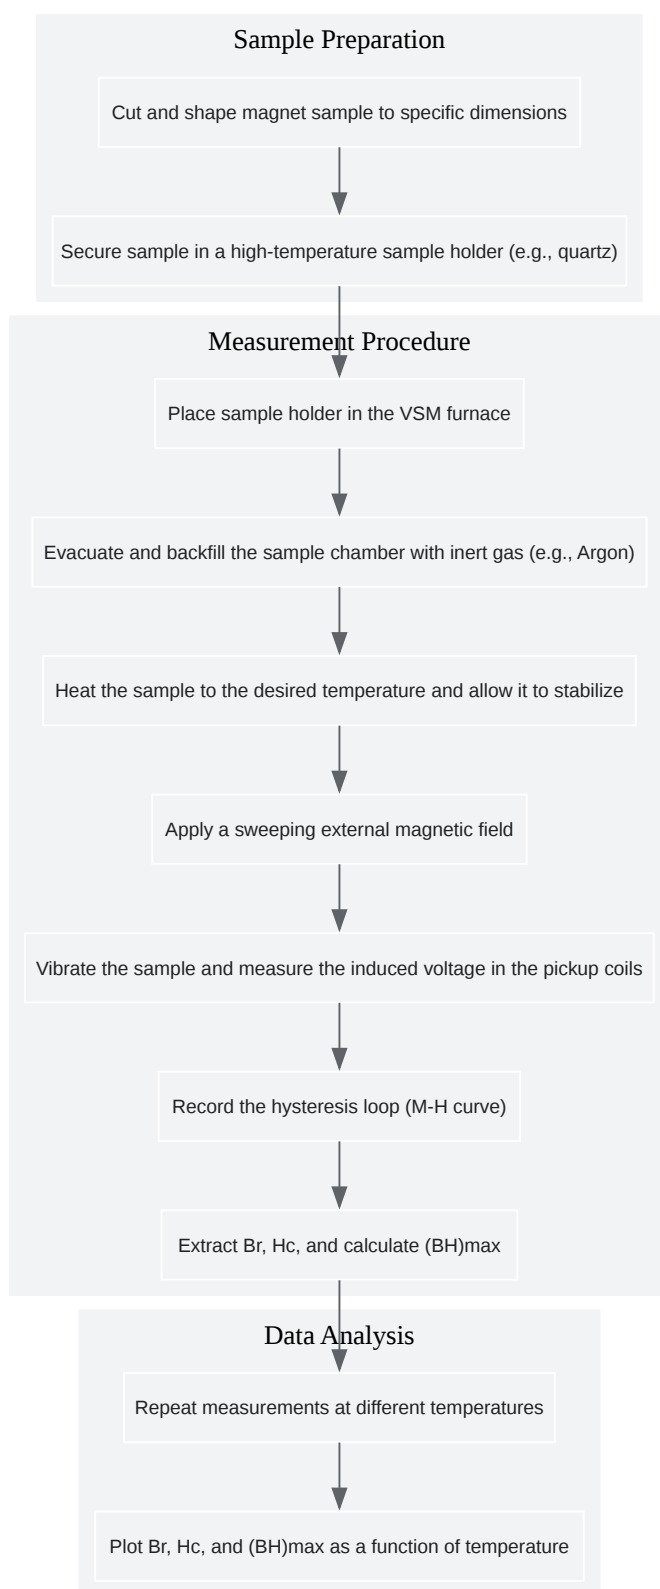 Sample Preparation
Cut and shape magnet sample to specific dimensions
Secure sample in a high-temperature sample holder (e.g., quartz)
Measurement Procedure
Place sample holder in the VSM furnace
Evacuate and backfill the sample chamber with inert gas (e.g., Argon)
Heat the sample to the desired temperature and allow it to stabilize
Apply a sweeping external magnetic field
Vibrate the sample and measure the induced voltage in the pickup coils
Record the hysteresis loop (M-H curve)
Extract Br, Hc, and calculate (BH)max
Data Analysis
Repeat measurements at different temperatures
Plot Br, Hc, and (BH)max as a function of temperature